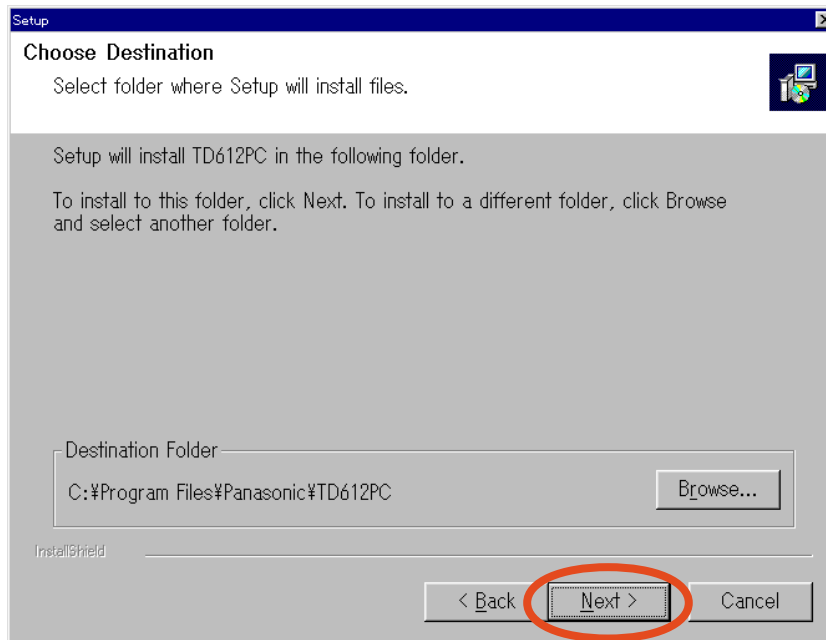 Setup
Choose Destination
Select folder where Setup will install files.
Setup will install TD612PC in the following folder.
To install to this folder, click Next. To install to a different folder, click Browse
and select another folder.
Destination Folder
C:¥Program Files¥Panasonic¥TD612PC
Browse...
InstallShield
< Back
Next >
Cancel